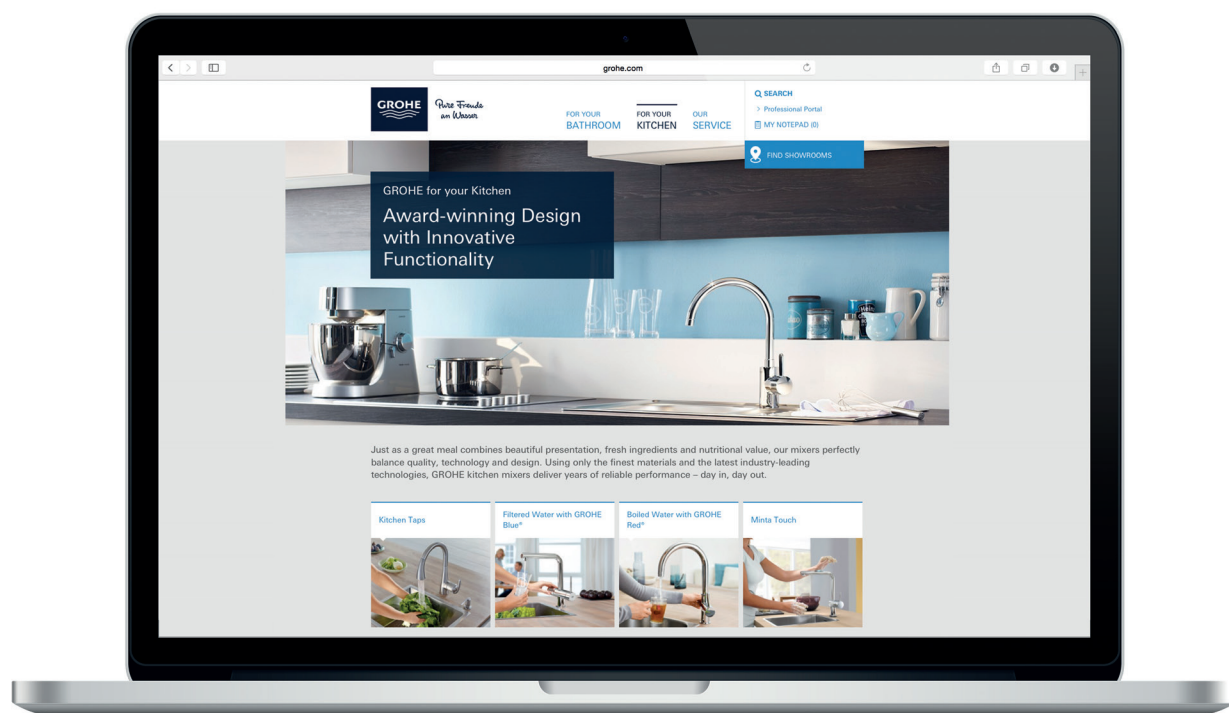 grohe.com
GROHE
Pure Freude
an Wasser
FOR YOUR
BATHROOM
FOR YOUR
KITCHEN
OUR
SERVICE
SEARCH
> Professional Portal
MY NOTEPAD (0)
FIND SHOWROOMS
GROHE for your Kitchen
Award-winning Design
with Innovative
Functionality
Just as a great meal combines beautiful presentation, fresh ingredients and nutritional value, our mixers perfectly
balance quality, technology and design. Using only the finest materials and the latest industry-leading
technologies, GROHE kitchen mixers deliver years of reliable performance – day in, day out.
Kitchen Taps
Filtered Water with GROHE
Blue®
Boiled Water with GROHE
Red®
Minta Touch